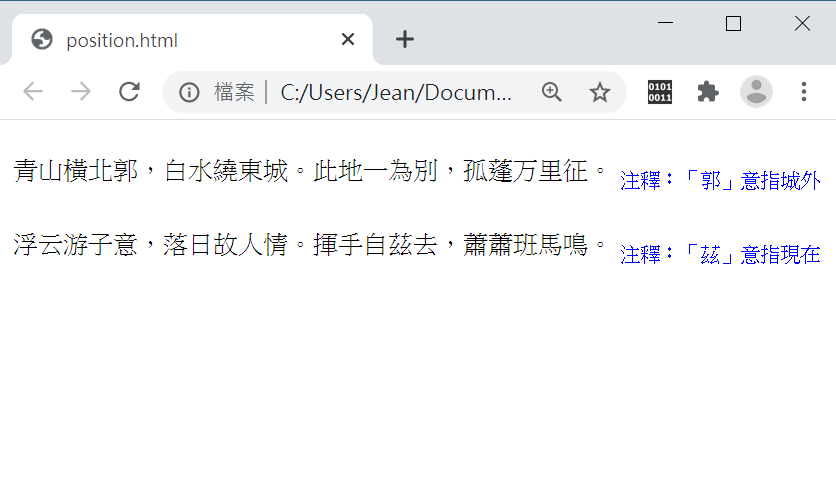 position.html
檔案 | C:/Users/Jean/Docum...
0101
0011
青山橫北郭，白水繞東城。此地一為別，孤蓬万里征。 注釋：「郭」意指城外
浮云游子意，落日故人情。揮手自茲去，蕭蕭班馬鳴。 注釋：「茲」意指現在